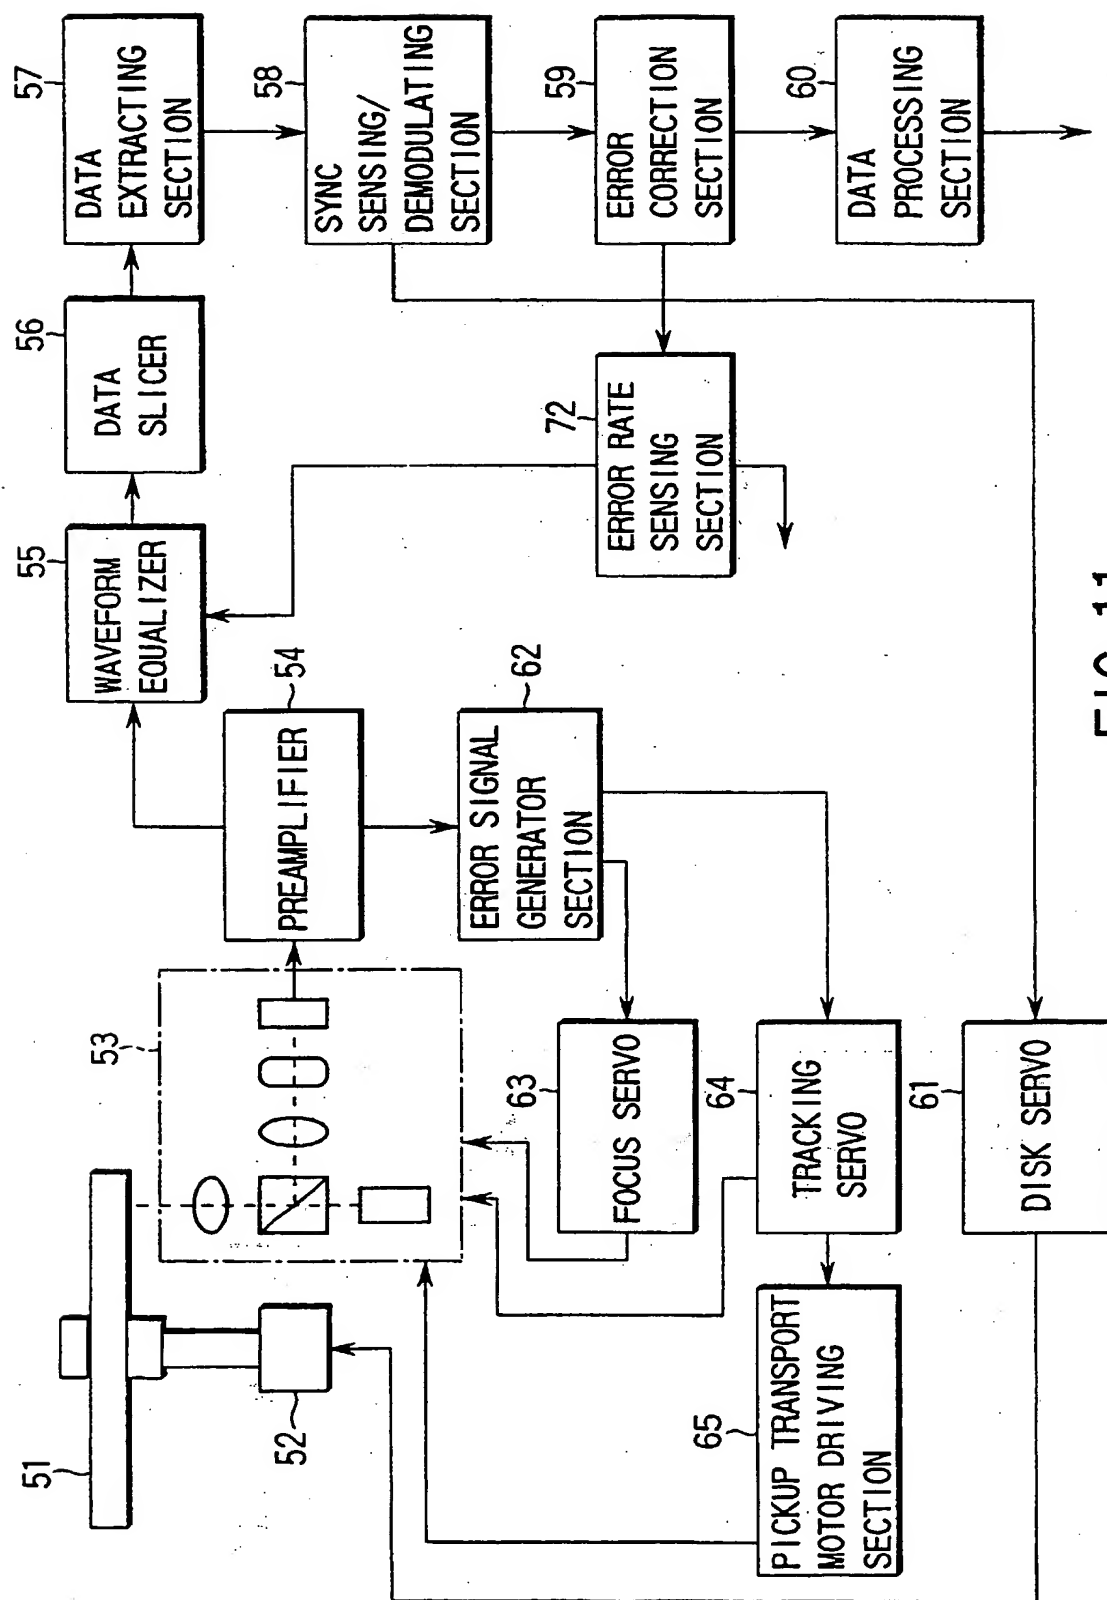 51
52
53
PREAMPLIFIER
54
WAVEFORM
EQUALIZER
55
DATA
SLICER
56
DATA
EXTRACTING
SECTION
57
SYNC
SENSING/
DEMODULATING
SECTION
58
ERROR
CORRECTION
SECTION
59
DATA
PROCESSING
SECTION
60
ERROR RATE
SENSING
SECTION
72
ERROR SIGNAL
GENERATOR
SECTION
62
FOCUS SERVO
63
TRACKING
SERVO
64
DISK SERVO
61
PICKUP TRANSPORT
MOTOR DRIVING
SECTION
65
FIG. 11